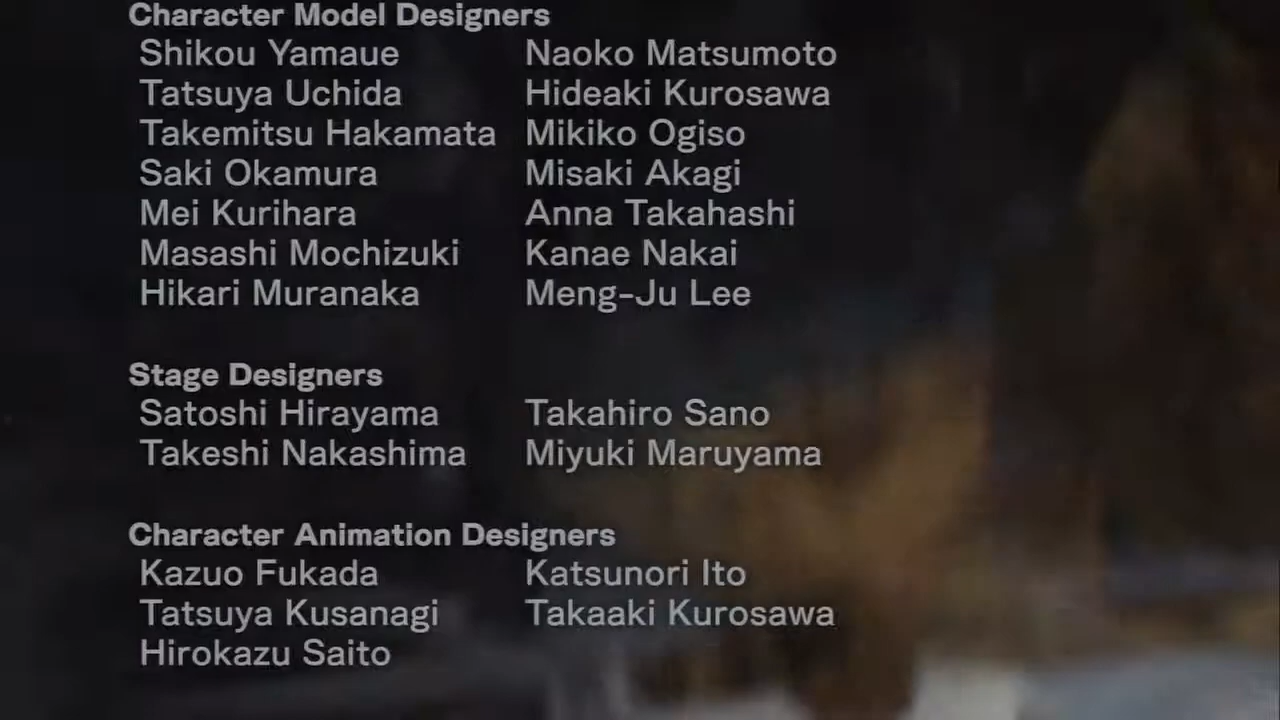 Character Model Designers
Shikou Yamaue Naoko Matsumoto
Tatsuya Uchida Hideaki Kurosawa
Takemitsu Hakamata Mikiko Ogiso
Saki Okamura Misaki Akagi
Mei Kurihara Anna Takahashi
Masashi Mochizuki Kanae Nakai
Hikari Muranaka Meng-Ju Lee
Stage Designers
Satoshi Hirayama Takahiro Sano
Takeshi Nakashima Miyuki Maruyama
Character Animation Designers
Kazuo Fukada Katsunori Ito
Tatsuya Kusanagi Takaaki Kurosawa
Hirokazu Saito